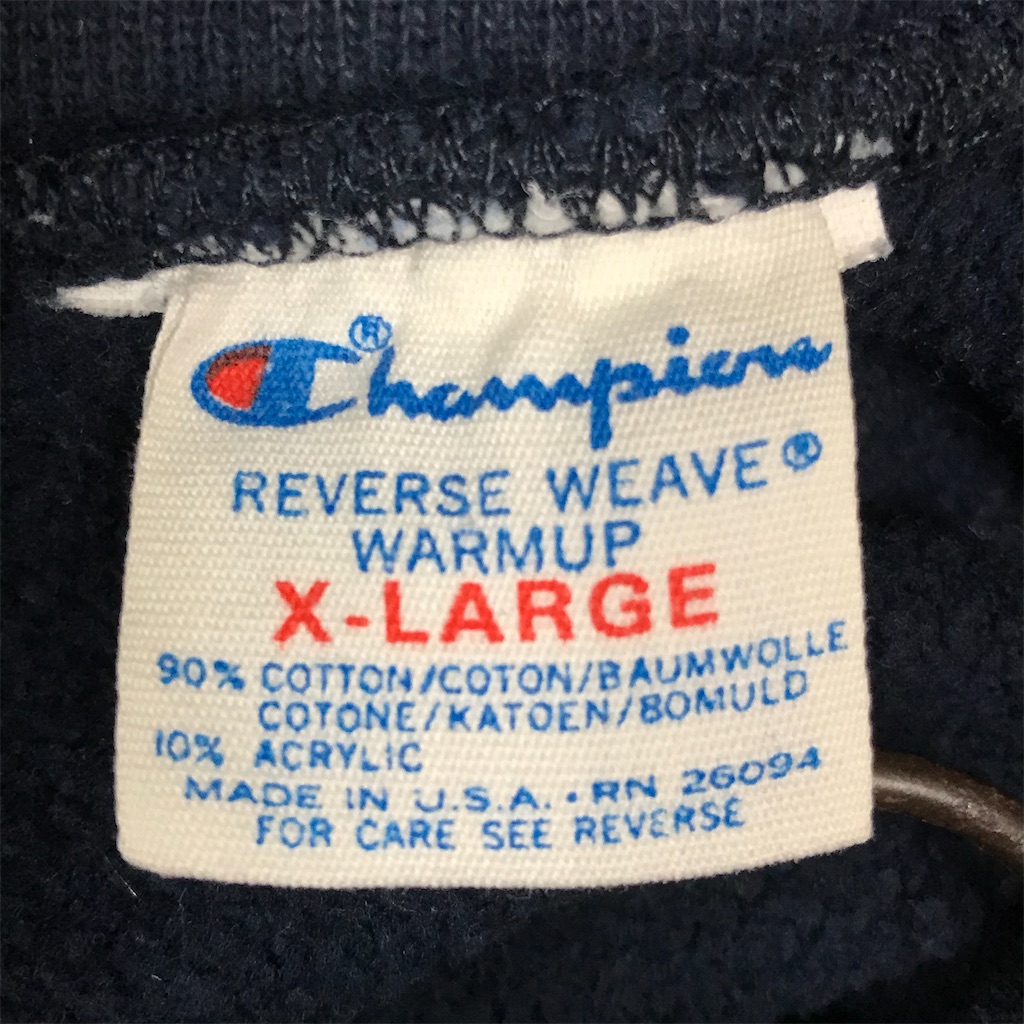 Champion®
REVERSE WEAVE®
WARMUP
X-LARGE
90% COTTON/COTON/BAUMWOLLE
COTONE/KATOEN/BOMULD
10% ACRYLIC
MADE IN U.S.A. • RN 26094
FOR CARE SEE REVERSE